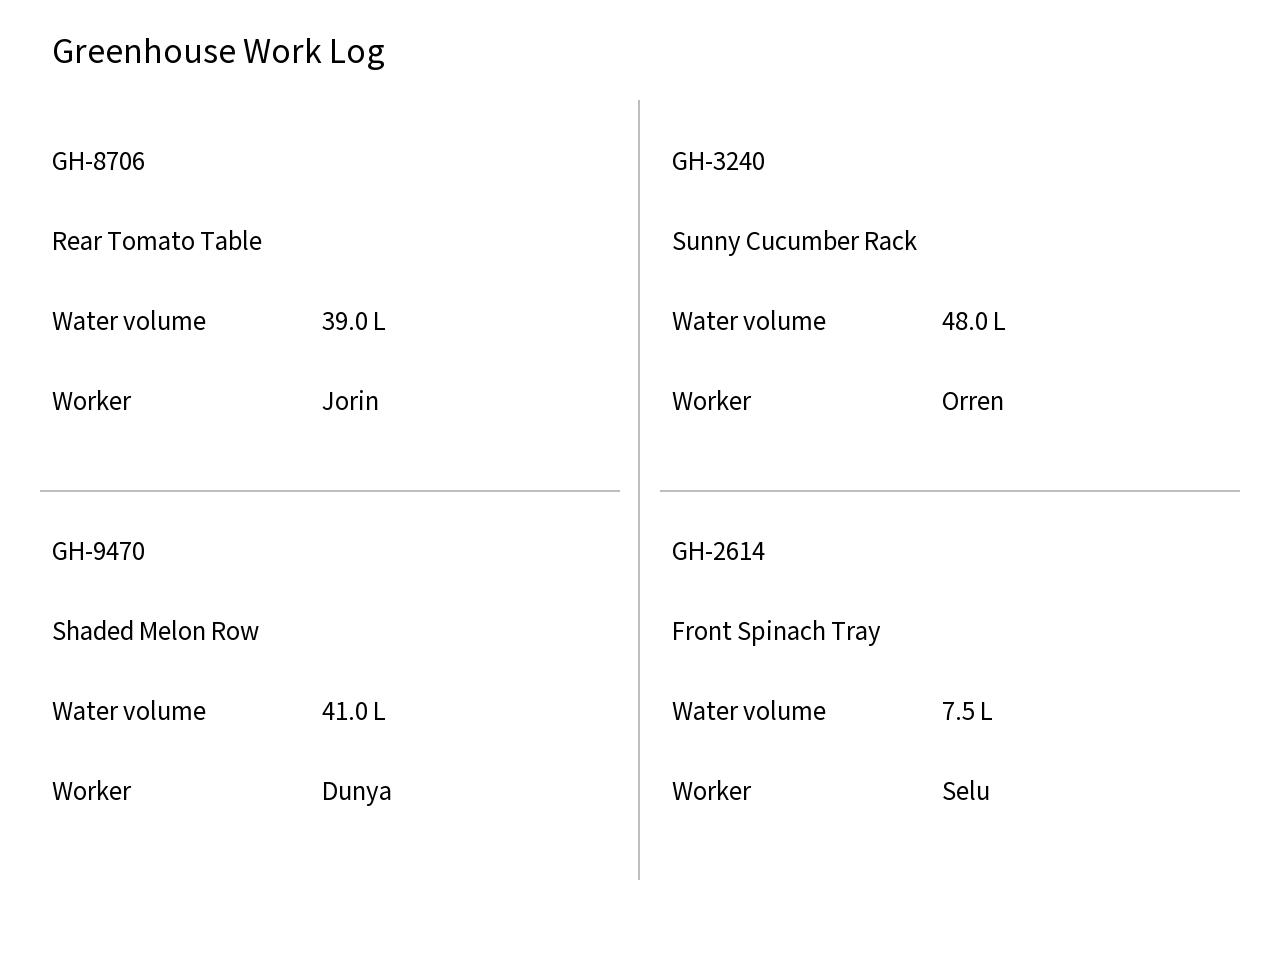 Greenhouse Work Log
GH-8706
Rear Tomato Table
Water volume 39.0 L
Worker Jorin
GH-3240
Sunny Cucumber Rack
Water volume 48.0 L
Worker Orren
GH-9470
Shaded Melon Row
Water volume 41.0 L
Worker Dunya
GH-2614
Front Spinach Tray
Water volume 7.5 L
Worker Selu